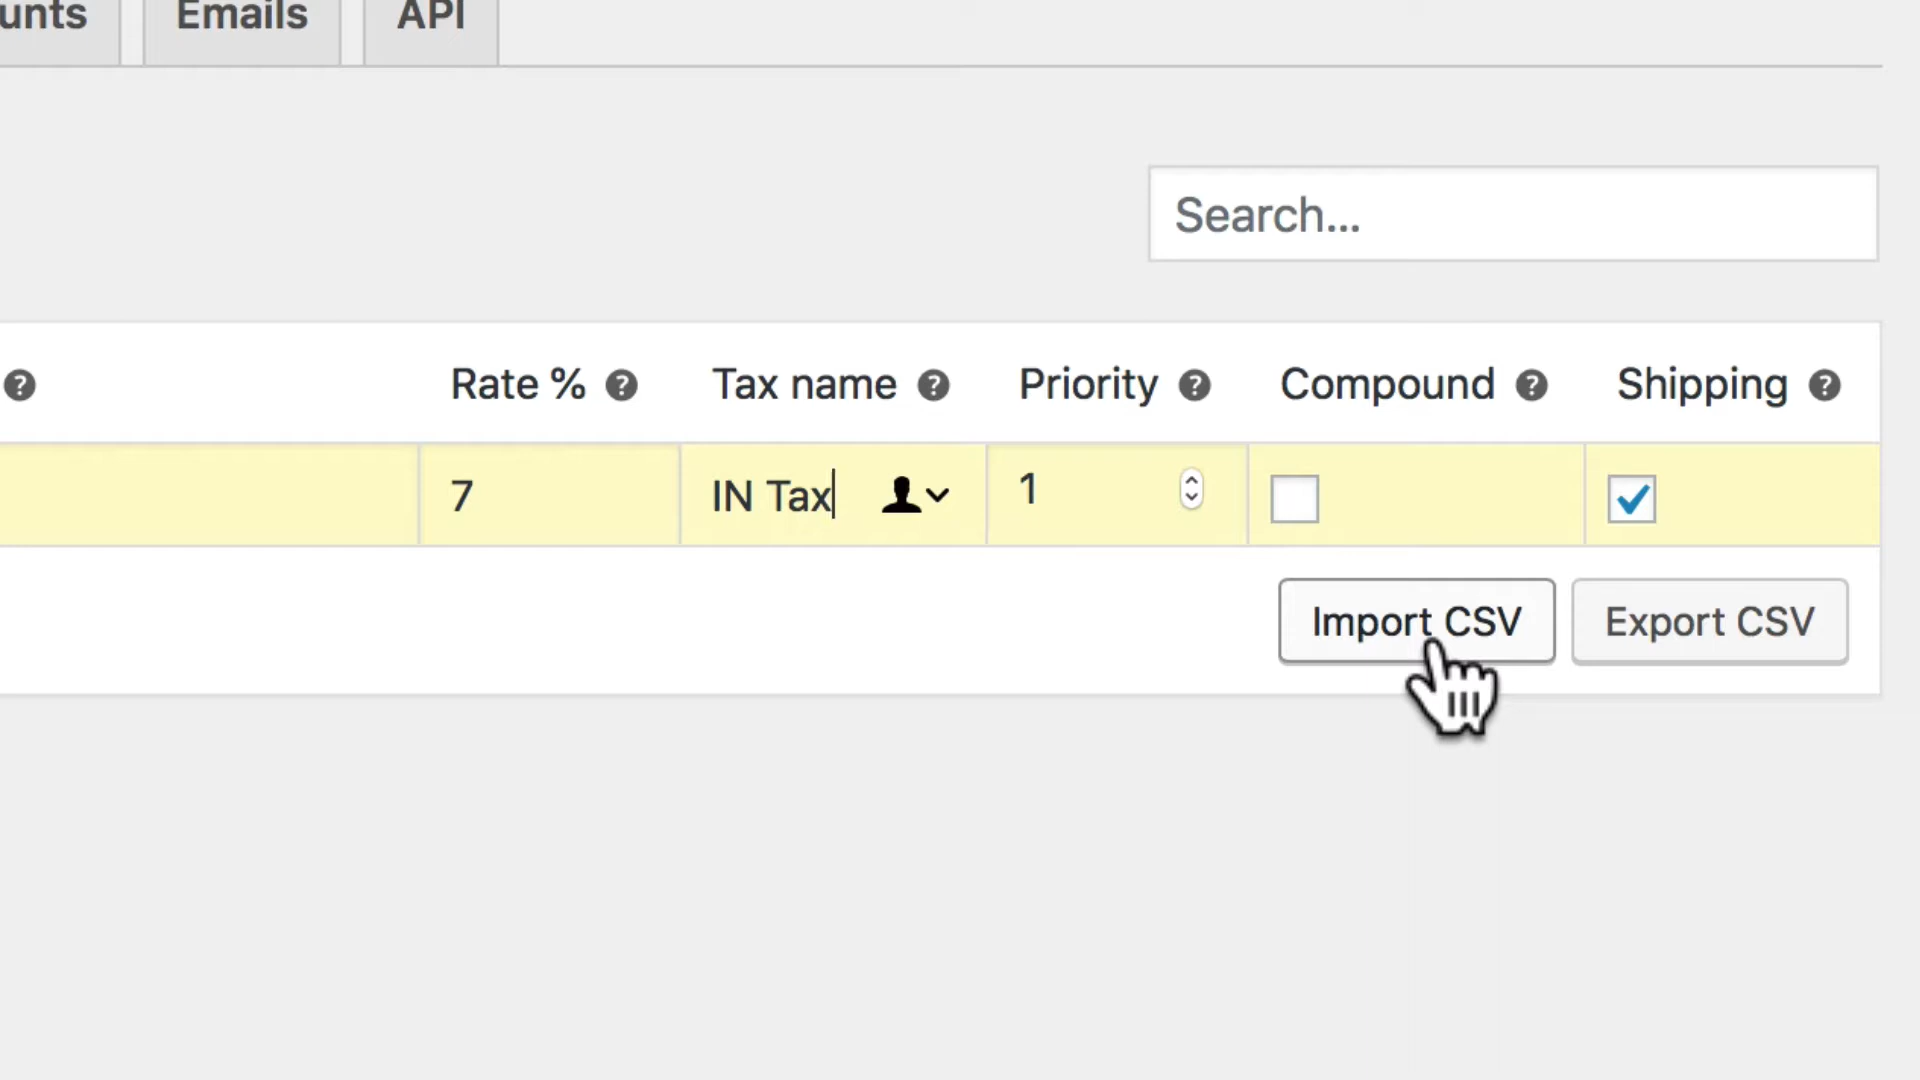 unts Emails API
Search...
Rate % Tax name Priority Compound Shipping
7 IN Tax 1
Import CSV Export CSV